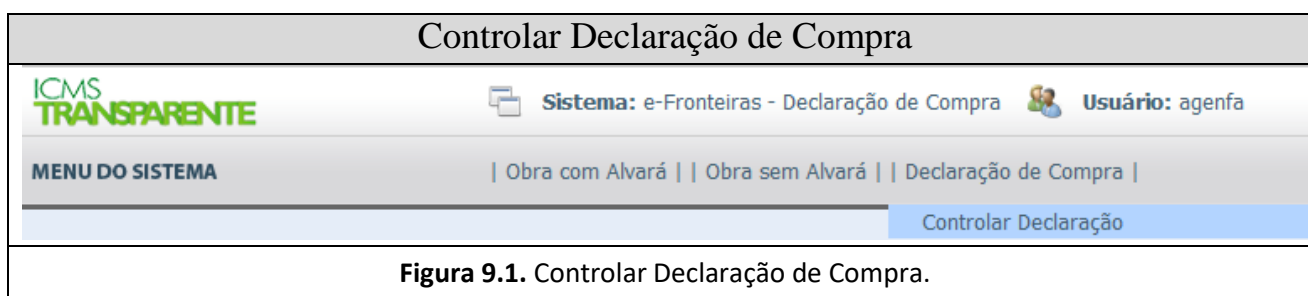 Controlar Declaração de Compra
ICMS
TRANSPARENTE
Sistema: e-Fronteiras - Declaração de Compra Usuário: agenfa
MENU DO SISTEMA | Obra com Alvará | | Obra sem Alvará | | Declaração de Compra |
Controlar Declaração
Figura 9.1. Controlar Declaração de Compra.